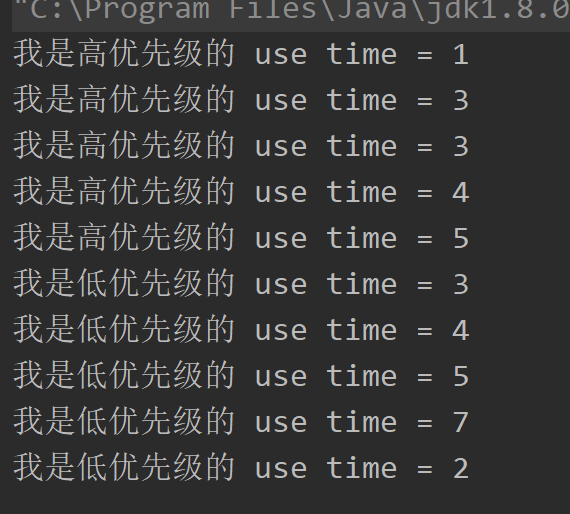 "C:\Program Files\Java\jdk1.8.0
我是高优先级的 use time = 1
我是高优先级的 use time = 3
我是高优先级的 use time = 3
我是高优先级的 use time = 4
我是高优先级的 use time = 5
我是低优先级的 use time = 3
我是低优先级的 use time = 4
我是低优先级的 use time = 5
我是低优先级的 use time = 7
我是低优先级的 use time = 2